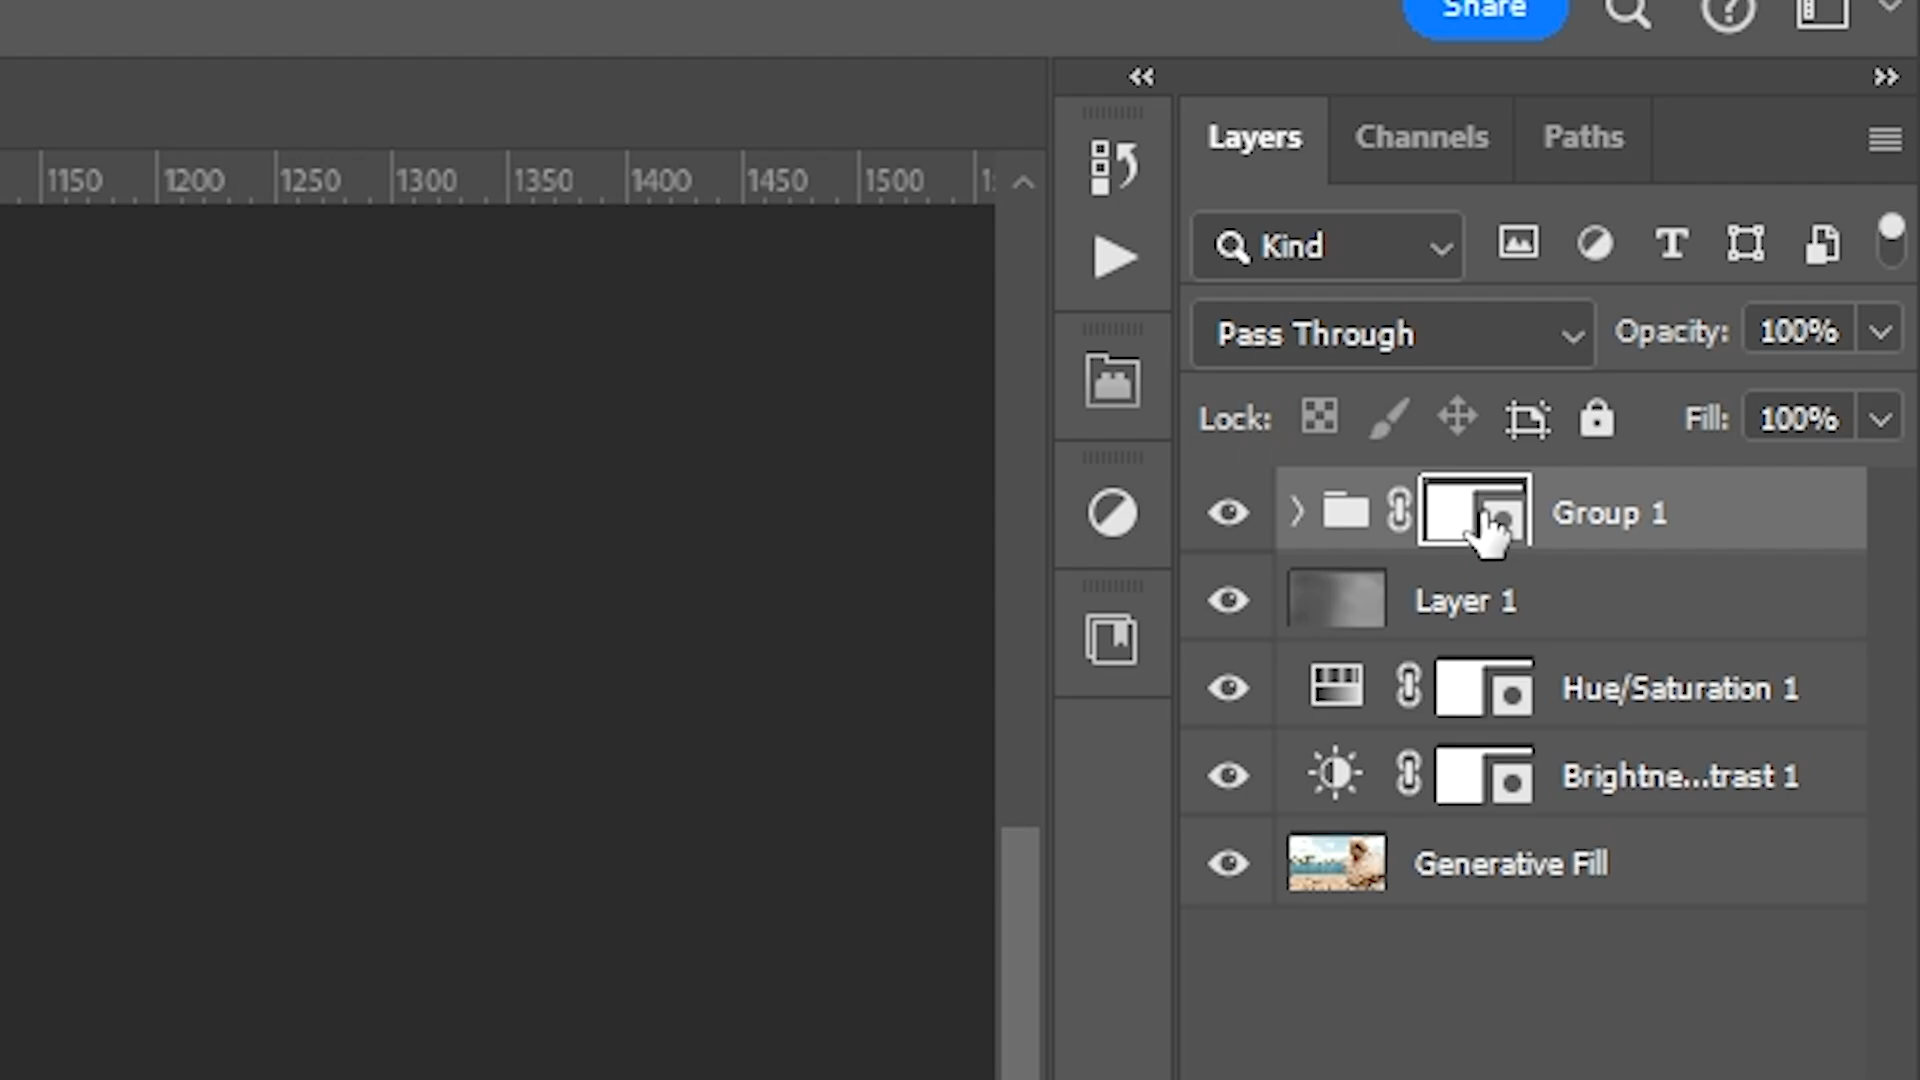 Share
Layers Channels Paths
1150 1200 1250 1300 1350 1400 1450 1500
Kind
Pass Through Opacity: 100%
Lock: Fill: 100%
Group 1
Layer 1
Hue/Saturation 1
Brightne...trast 1
Generative Fill